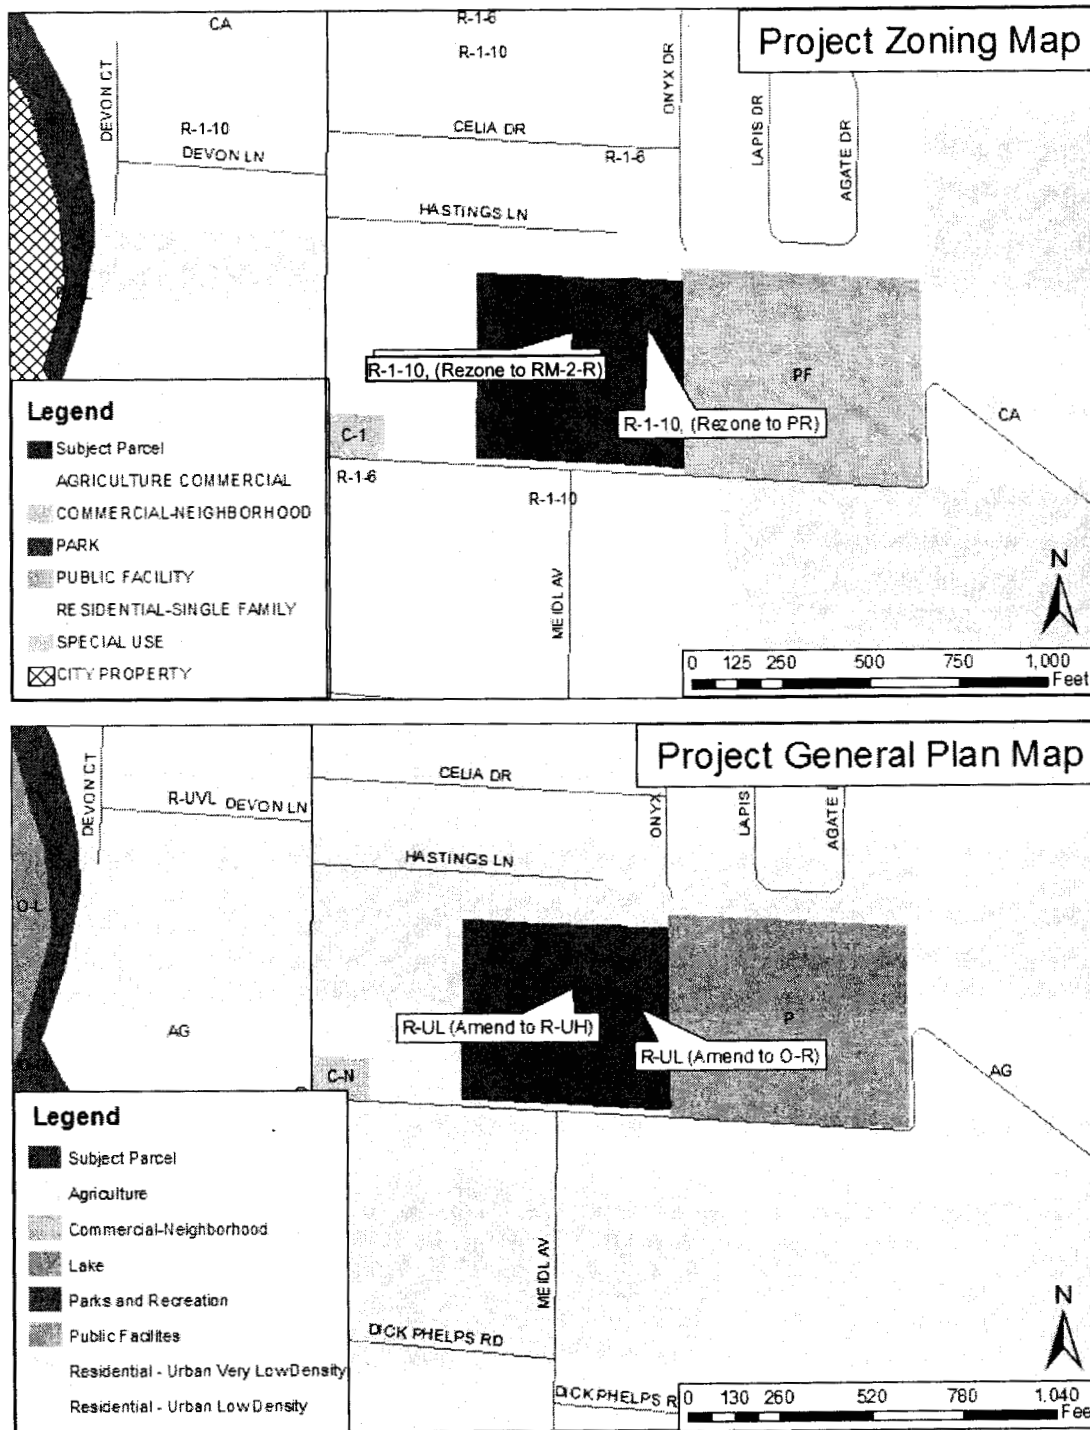 Project Zoning Map
CA
R-1-6
R-1-10
DEVON CT
R-1-10
DEVON LN
CELIA DR
R-1-6
ONYX DR
LAPIS DR
AGATE DR
HASTINGS LN
R-1-10, (Rezone to RM-2-R)
R-1-10, (Rezone to PR)
PF
CA
C-1
R-1-6
R-1-10
MEIDL AV
Legend
Subject Parcel
AGRICULTURE COMMERCIAL
COMMERCIAL-NEIGHBORHOOD
PARK
PUBLIC FACILITY
RESIDENTIAL-SINGLE FAMILY
SPECIAL USE
CITY PROPERTY
N
0 125 250 500 750 1,000
Feet
Project General Plan Map
DEVON CT
R-UVL
DEVON LN
CELIA DR
ONYX
LAPIS
AGATE D
HASTINGS LN
O-L
AG
R-UL (Amend to R-UH)
R-UL (Amend to O-R)
P
AG
C-N
MEIDL AV
DICK PHELPS RD
DICK PHELPS R
Legend
Subject Parcel
Agriculture
Commercial-Neighborhood
Lake
Parks and Recreation
Public Facilites
Residential - Urban Very LowDensity
Residential - Urban LowDensity
N
0 130 260 520 780 1,040
Fee